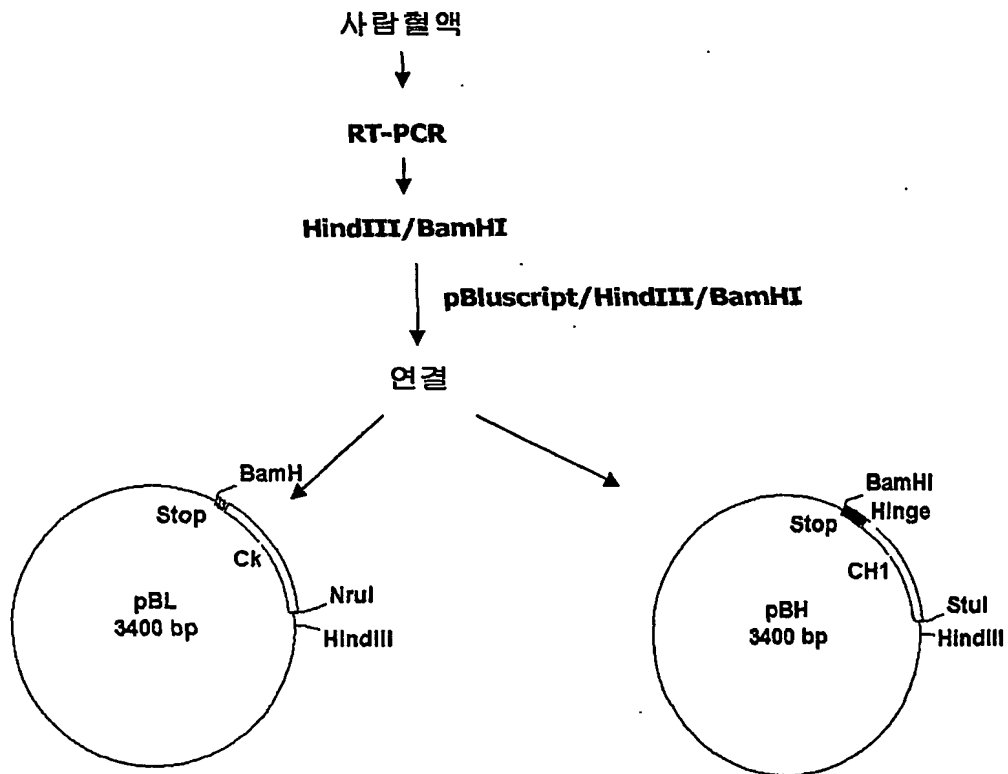 사람혈액
RT-PCR
HindIII/BamHI
pBluscript/HindIII/BamHI
연결
BamH
Stop
Ck
NruI
HindIII
pBL
3400 bp
BamHI
Hinge
Stop
CH1
StuI
HindIII
pBH
3400 bp